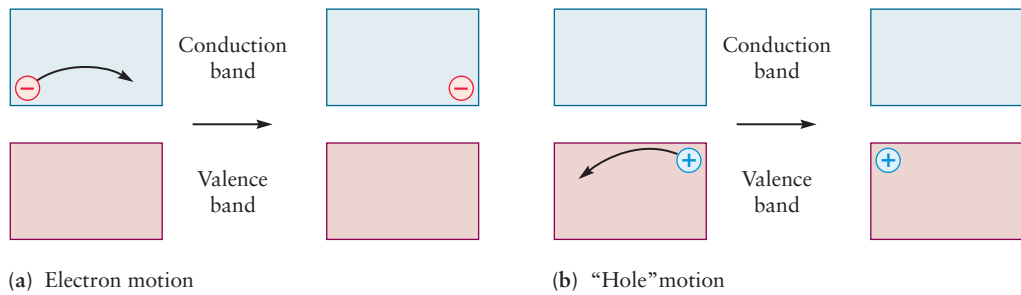 Conduction
band
Valence
band
(a) Electron motion
Conduction
band
Valence
band
(b) “Hole”motion